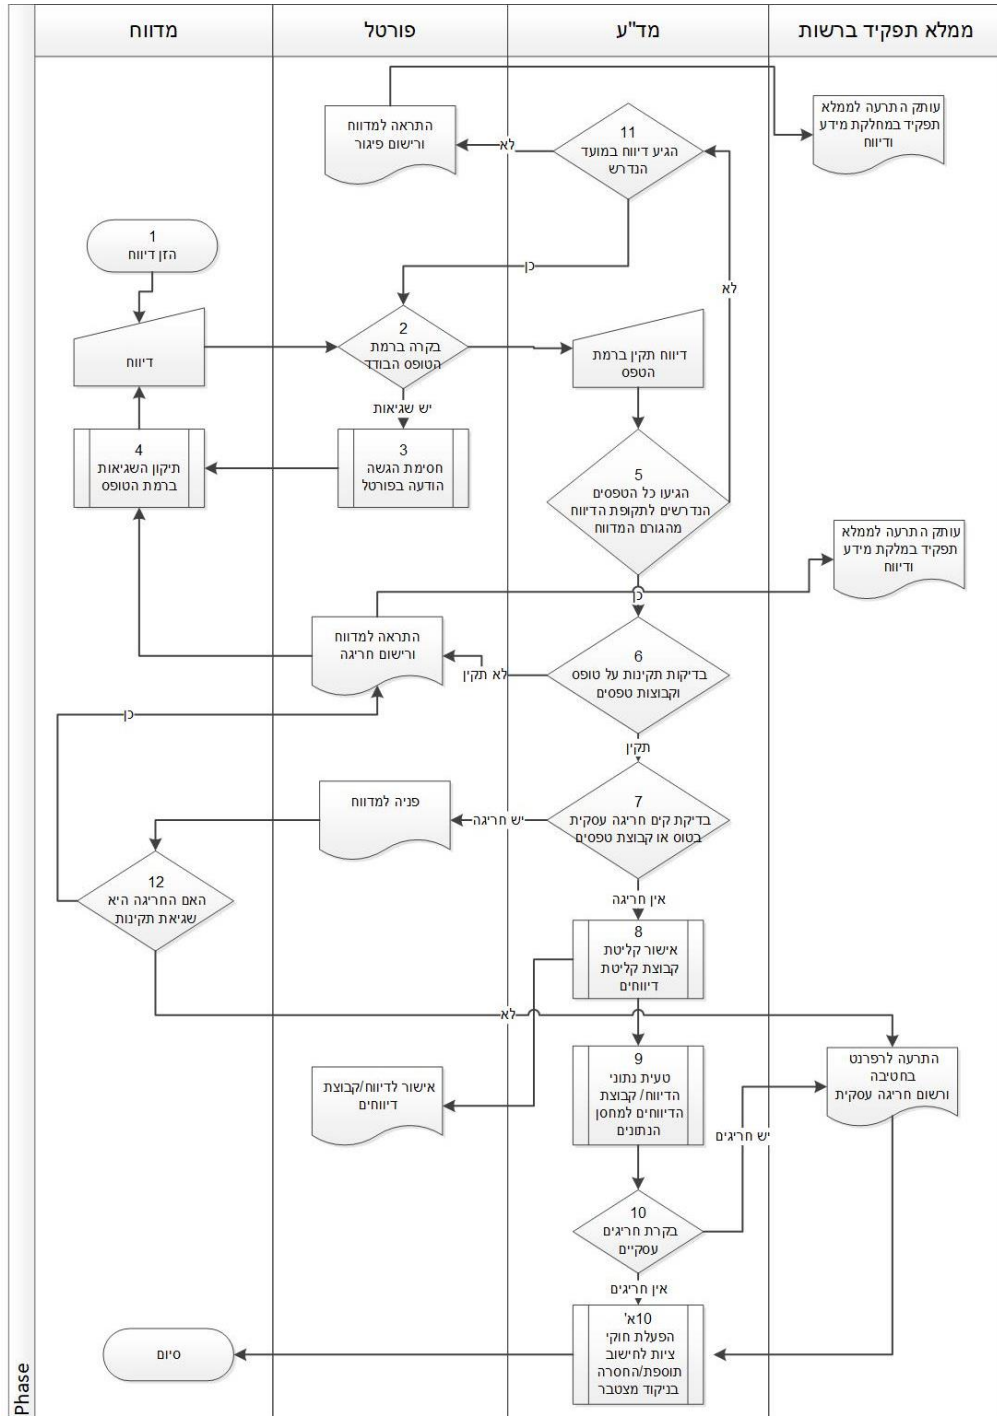 מדווח
פורטל
מד"ע
ממלא תפקיד ברשות
עותק התרעה לממלא
תפקיד במחלקת מידע
ודיווח
התראה למדווח
ורישום פיגור
לא
11
הגיע דיווח במועד
הנדרש
1
הזן דיווח
כן
לא
2
בקרה ברמת
הטופס הבודד
דיווח תקין ברמת
הטפס
דיווח
יש שגיאות
4
תיקון השגיאות
ברמת הטופס
3
חסימת הגשה
הודעה בפורטל
5
הגיעו כל הטפסים
הנדרשים לתקופת הדיווח
מהגורם המדווח
עותק התרעה לממלא
תפקיד במלקת מידע
ודיווח
כן
התראה למדווח
ורישום חריגה
לא תקין
6
בדיקות תקינות על טופס
וקבוצות טפסים
כן
תקין
פניה למדווח
יש חריגה
7
בדיקת קים חריגה עסקית
בטוס או קבוצת טפסים
12
האם החריגה היא
שגיאת תקינות
אין חריגה
8
אישור קליטת
קבוצת קליטת
דיווחים
לא
אישור לדיווח/קבוצת
דיווחים
9
טעית נתוני
הדיווח/ קבוצת
הדיווחים למחסן
הנתונים
התרעה לרפרנט
בחטיבה
ורשום חריגה עסקית
יש חריגים
10
בקרת חריגים
עסקיים
אין חריגים
10א'
הפעלת חוקי
ציות לחישוב
תוספת/החסרה
בניקוד מצטבר
סיום
Phase